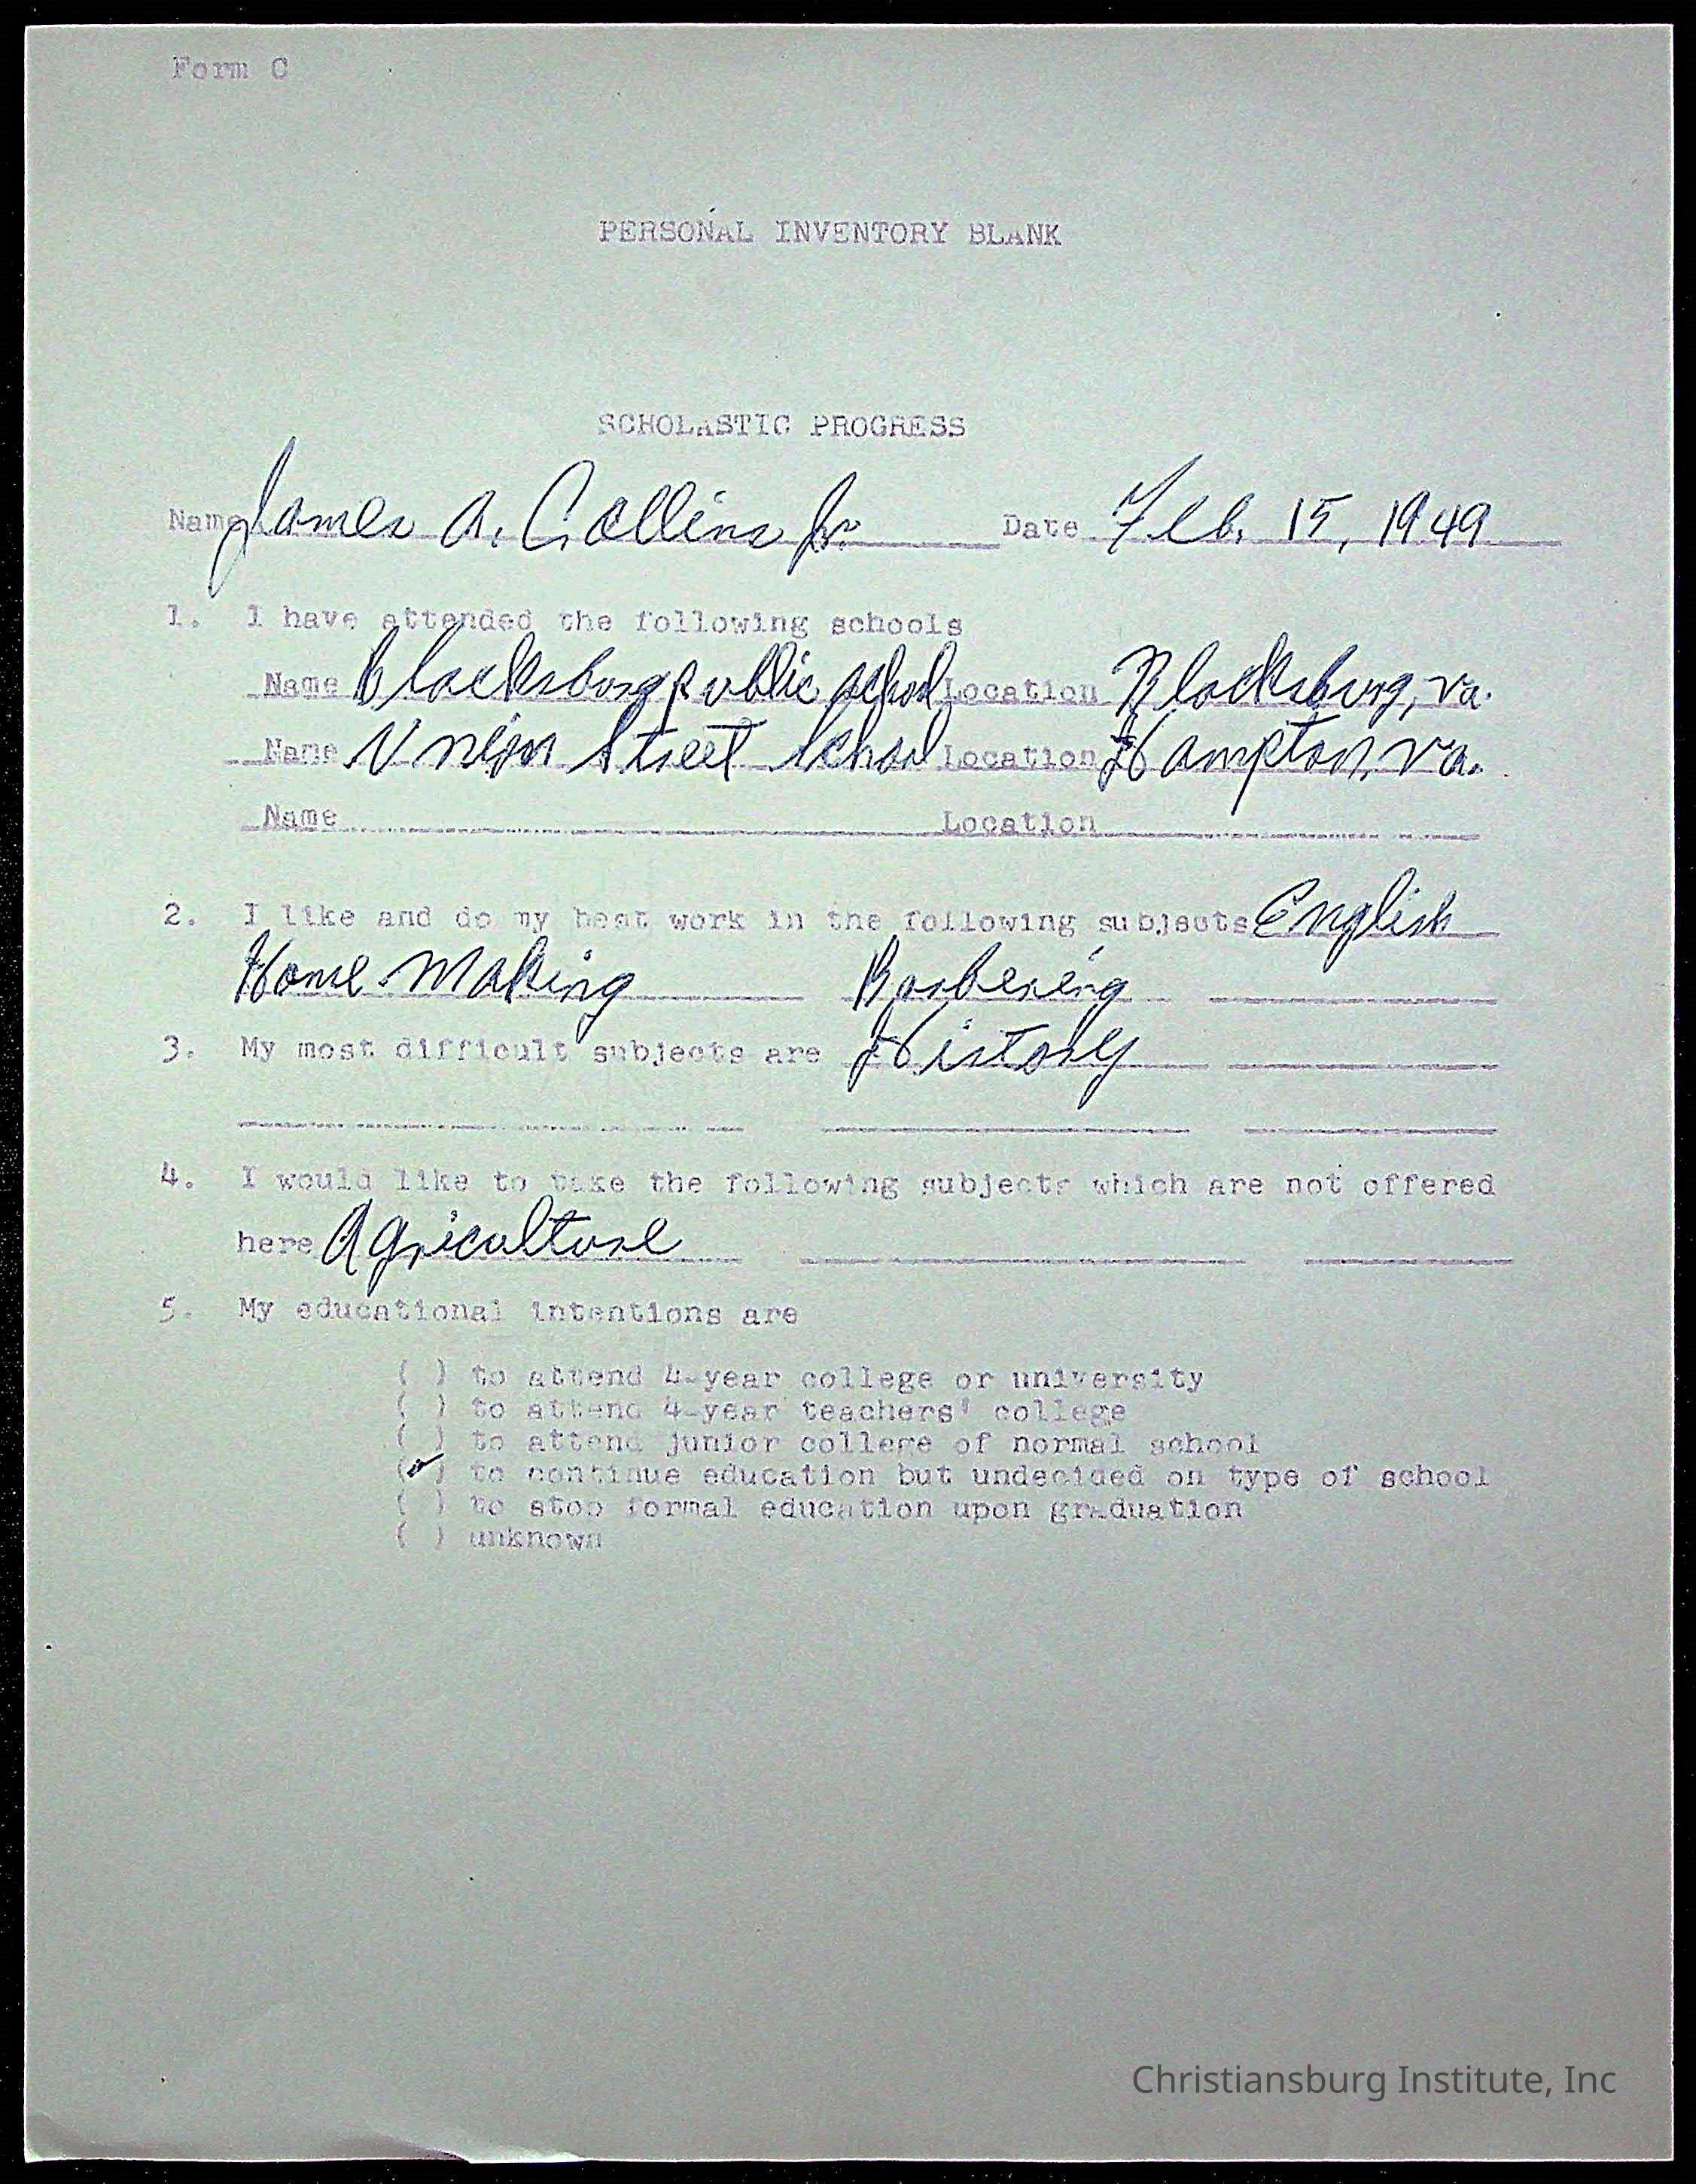 Form C
PERSONAL INVENTORY BLANK
SCHOLASTIC PROGRESS
Name James A. Collins Jr. Date Feb. 15, 1949
1. I have attended the following schools
Name Blacksburg Public School Location Blacksburg, Va.
Name Union Street School Location Hampton, Va.
Name Location
2. I like and do my best work in the following subjects English
Home Making Barbering
3. My most difficult subjects are History
4. I would like to take the following subjects which are not offered
here Agriculture
5. My educational intentions are
( ) to attend 4-year college or university
( ) to attend 4-year teachers' college
( ) to attend junior college of normal school
(✓) to continue education but undecided on type of school
( ) to stop formal education upon graduation
( ) unknown
Christiansburg Institute, Inc